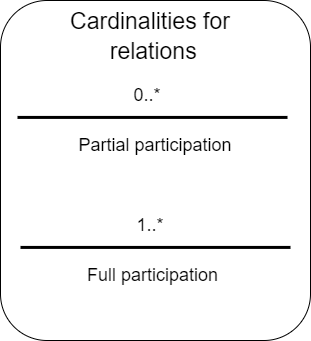 Cardinalities for
relations
0..*
Partial participation
1..*
Full participation